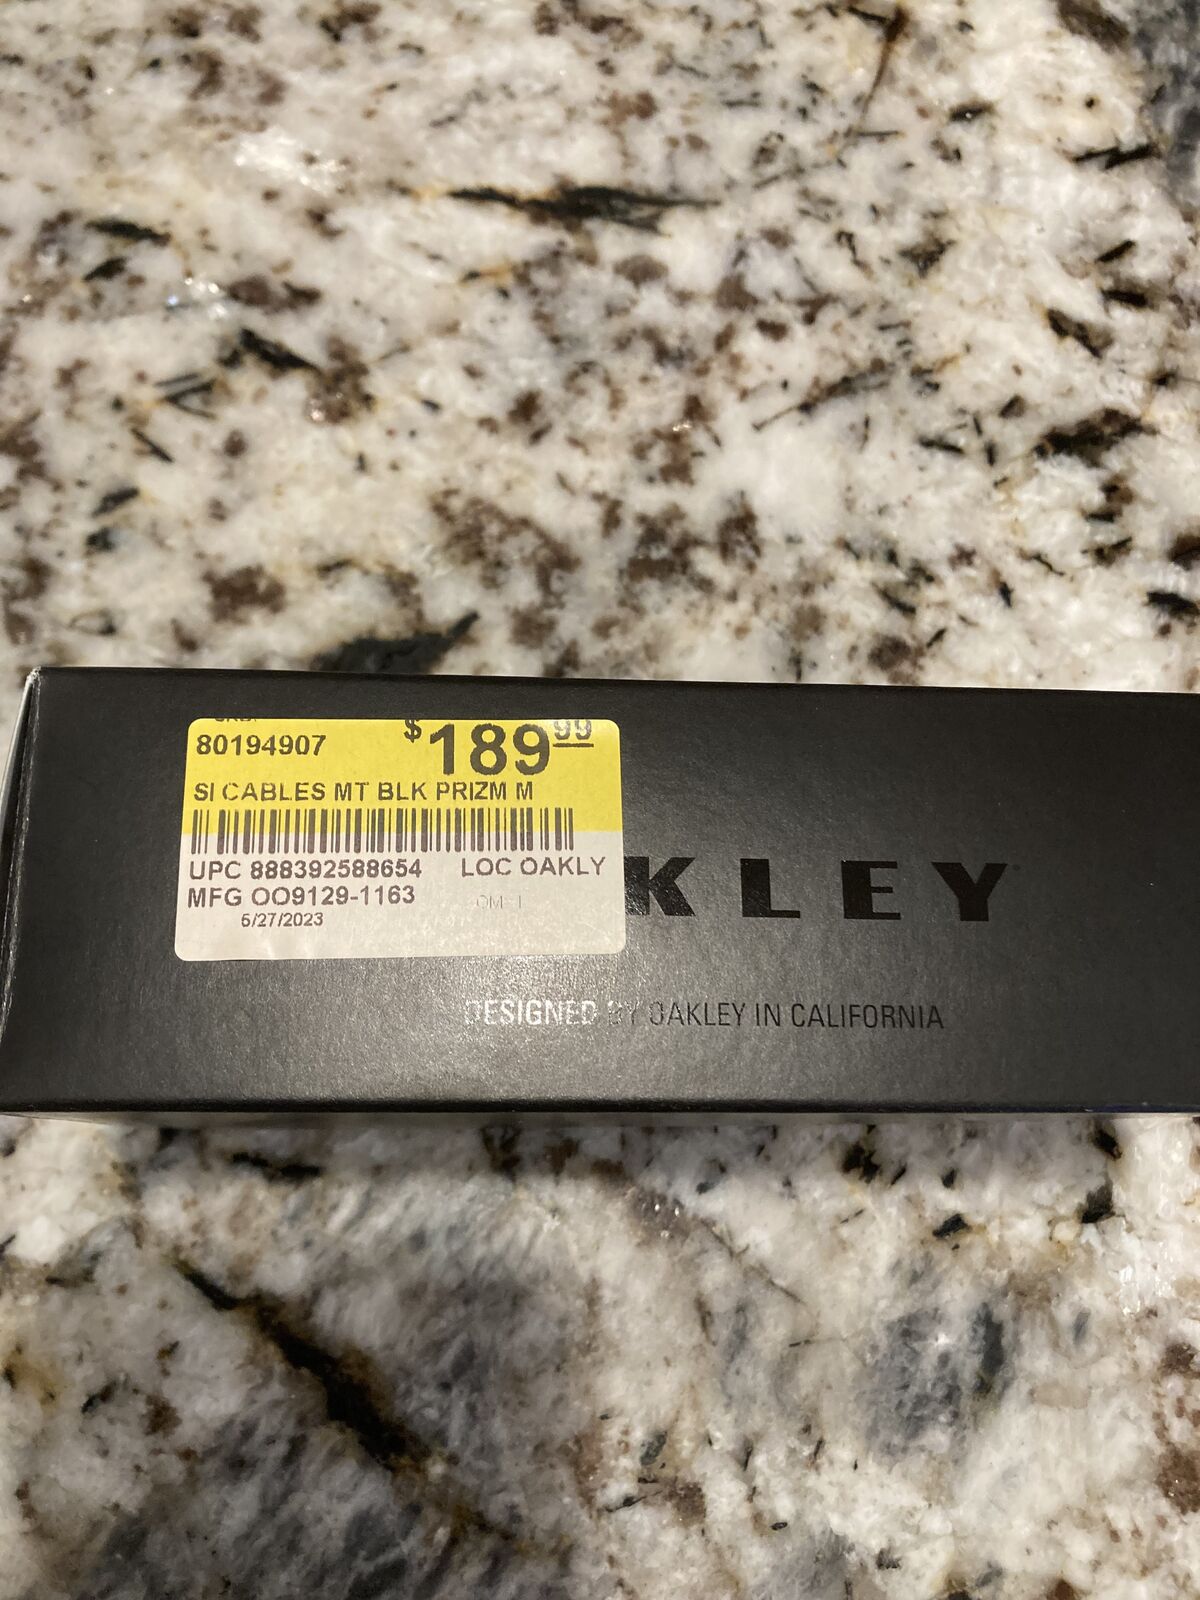 80194907
$189.99
SI CABLES MT BLK PRIZM M
UPC 888392588654 LOC OAKLY
MFG OO9129-1163
6/27/2023
KLEY
DESIGNED BY OAKLEY IN CALIFORNIA